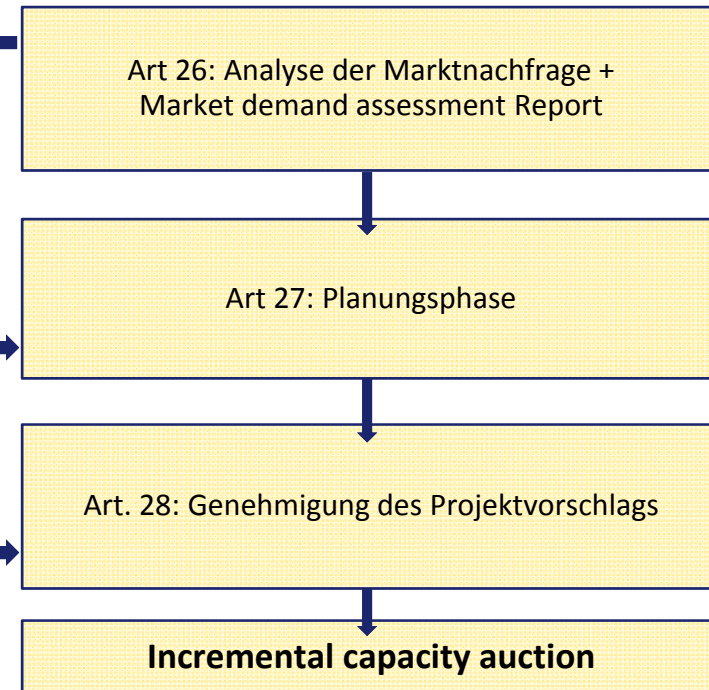 Art 26: Analyse der Marktnachfrage +
Market demand assessment Report
Art 27: Planungsphase
Art. 28: Genehmigung des Projektvorschlags
Incremental capacity auction